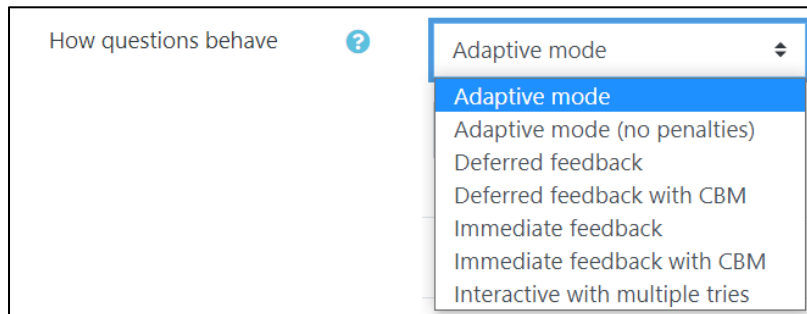 How questions behave
?
Adaptive mode
Adaptive mode
Adaptive mode (no penalties)
Deferred feedback
Deferred feedback with CBM
Immediate feedback
Immediate feedback with CBM
Interactive with multiple tries